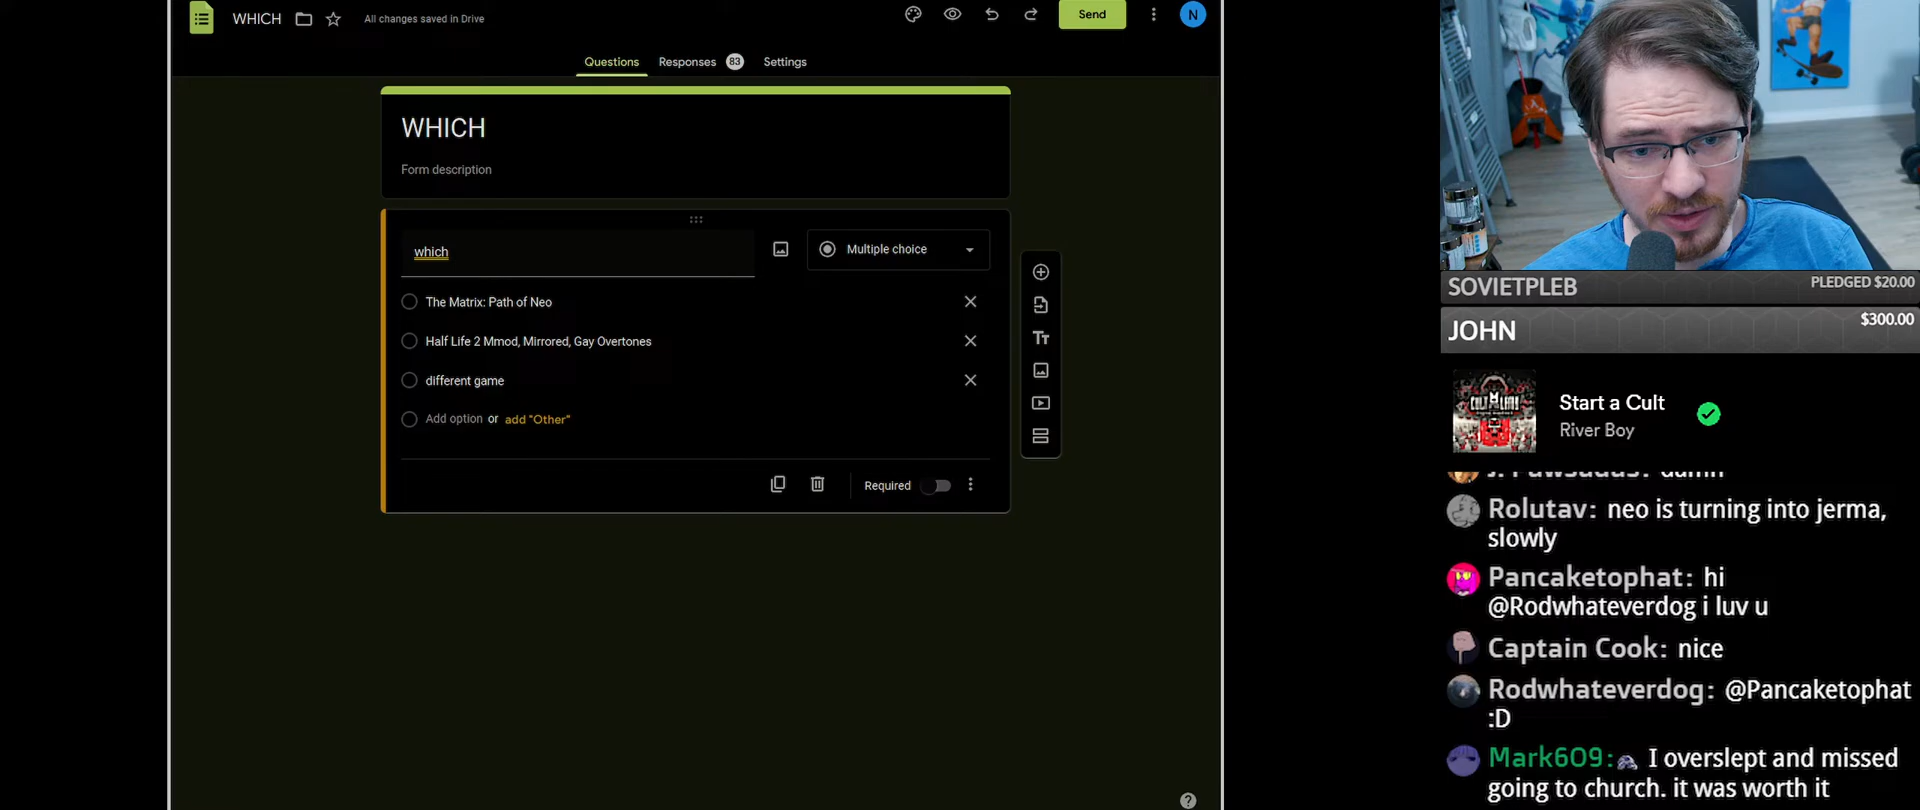 WHICH
All changes saved in Drive
Send
N
Questions
Responses
83
Settings
WHICH
Form description
which
Multiple choice
The Matrix: Path of Neo
Half Life 2 Mmod, Mirrored, Gay Overtones
different game
Add option or add "Other"
Required
Tт
?
SOVIETPLEB
PLEDGED $20.00
JOHN
$300.00
Start a Cult
River Boy
damn
Rolutav: neo is turning into jerma,
slowly
Pancaketophat: hi
@Rodwhateverdog i luv u
Captain Cook: nice
Rodwhateverdog: @Pancaketophat
:D
Mark609: I overslept and missed
going to church. it was worth it